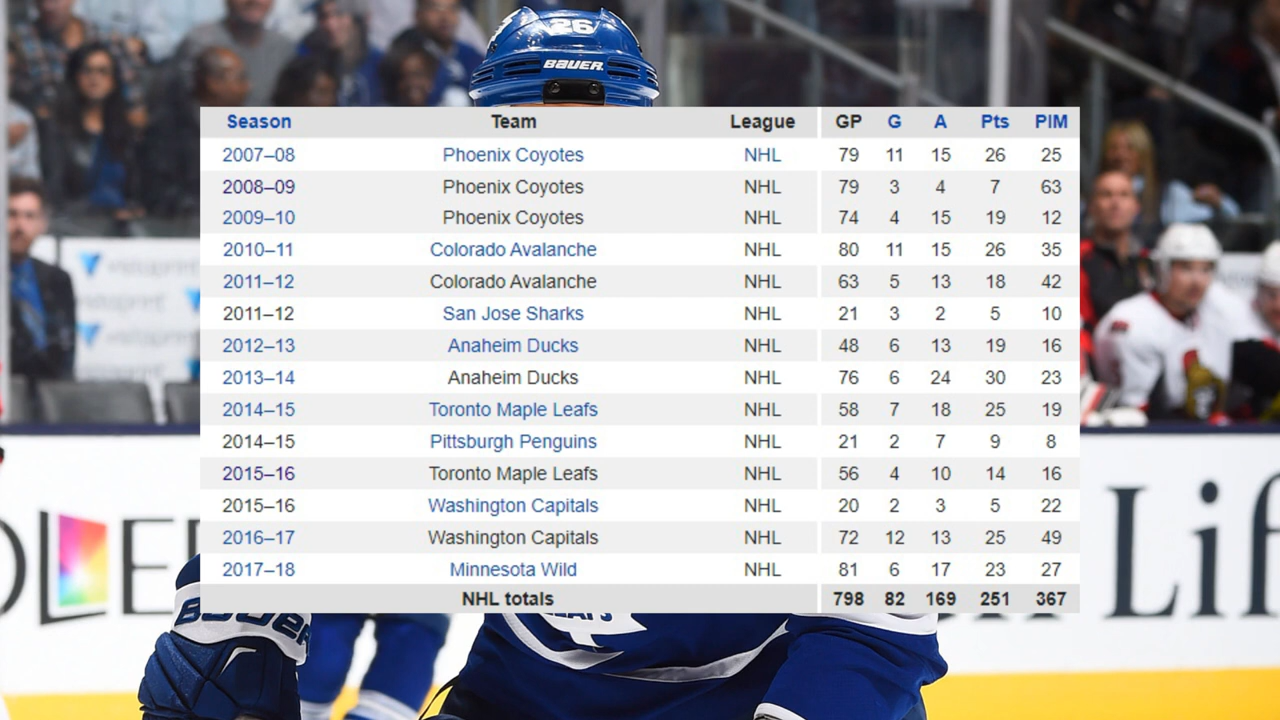 26
BAUER
Season Team League GP G A Pts PIM
2007–08 Phoenix Coyotes NHL 79 11 15 26 25
2008–09 Phoenix Coyotes NHL 79 3 4 7 63
2009–10 Phoenix Coyotes NHL 74 4 15 19 12
2010–11 Colorado Avalanche NHL 80 11 15 26 35
2011–12 Colorado Avalanche NHL 63 5 13 18 42
2011–12 San Jose Sharks NHL 21 3 2 5 10
2012–13 Anaheim Ducks NHL 48 6 13 19 16
2013–14 Anaheim Ducks NHL 76 6 24 30 23
2014–15 Toronto Maple Leafs NHL 58 7 18 25 19
2014–15 Pittsburgh Penguins NHL 21 2 7 9 8
2015–16 Toronto Maple Leafs NHL 56 4 10 14 16
2015–16 Washington Capitals NHL 20 2 3 5 22
2016–17 Washington Capitals NHL 72 12 13 25 49
2017–18 Minnesota Wild NHL 81 6 17 23 27
NHL totals 798 82 169 251 367
Lif
BAUER